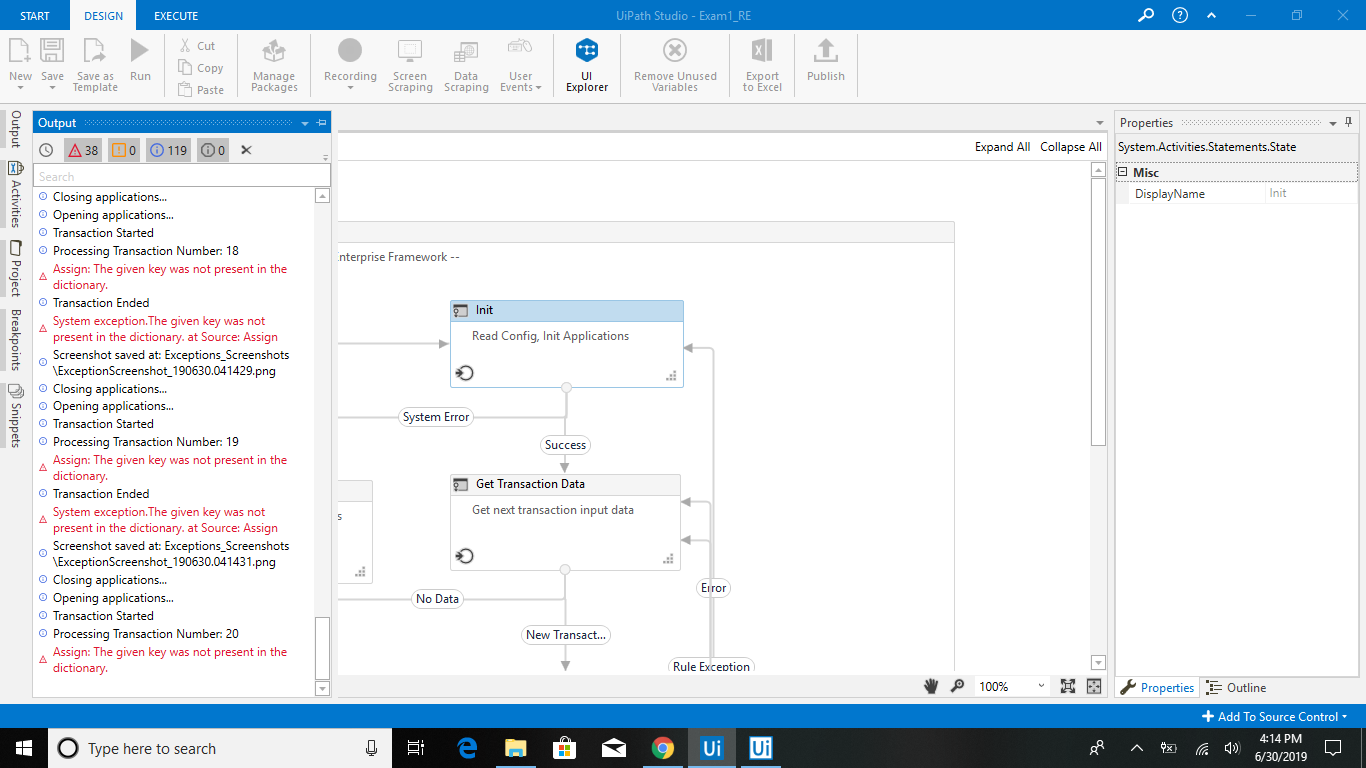 START
DESIGN
EXECUTE
UiPath Studio - Exam1_RE
New
Save
Save as
Template
Run
Cut
Copy
Paste
Manage
Packages
Recording
Screen
Scraping
Data
Scraping
User
Events
UI
Explorer
Remove Unused
Variables
Export
to Excel
Publish
Output
Activities
Project
Breakpoints
Snippets
Output
38
0
119
0
Search
Closing applications...
Opening applications...
Transaction Started
Processing Transaction Number: 18
Assign: The given key was not present in the
dictionary.
Transaction Ended
System exception.The given key was not
present in the dictionary. at Source: Assign
Screenshot saved at: Exceptions_Screenshots
\ExceptionScreenshot_190630.041429.png
Closing applications...
Opening applications...
Transaction Started
Processing Transaction Number: 19
Assign: The given key was not present in the
dictionary.
Transaction Ended
System exception.The given key was not
present in the dictionary. at Source: Assign
Screenshot saved at: Exceptions_Screenshots
\ExceptionScreenshot_190630.041431.png
Closing applications...
Opening applications...
Transaction Started
Processing Transaction Number: 20
Assign: The given key was not present in the
dictionary.
Expand All
Collapse All
nterprise Framework --
Init
Read Config, Init Applications
System Error
Success
Get Transaction Data
Get next transaction input data
s
No Data
Error
New Transact...
Rule Exception
100%
Properties
System.Activities.Statements.State
Misc
DisplayName
Init
Properties
Outline
Add To Source Control
Type here to search
Ui
Ui
4:14 PM
6/30/2019